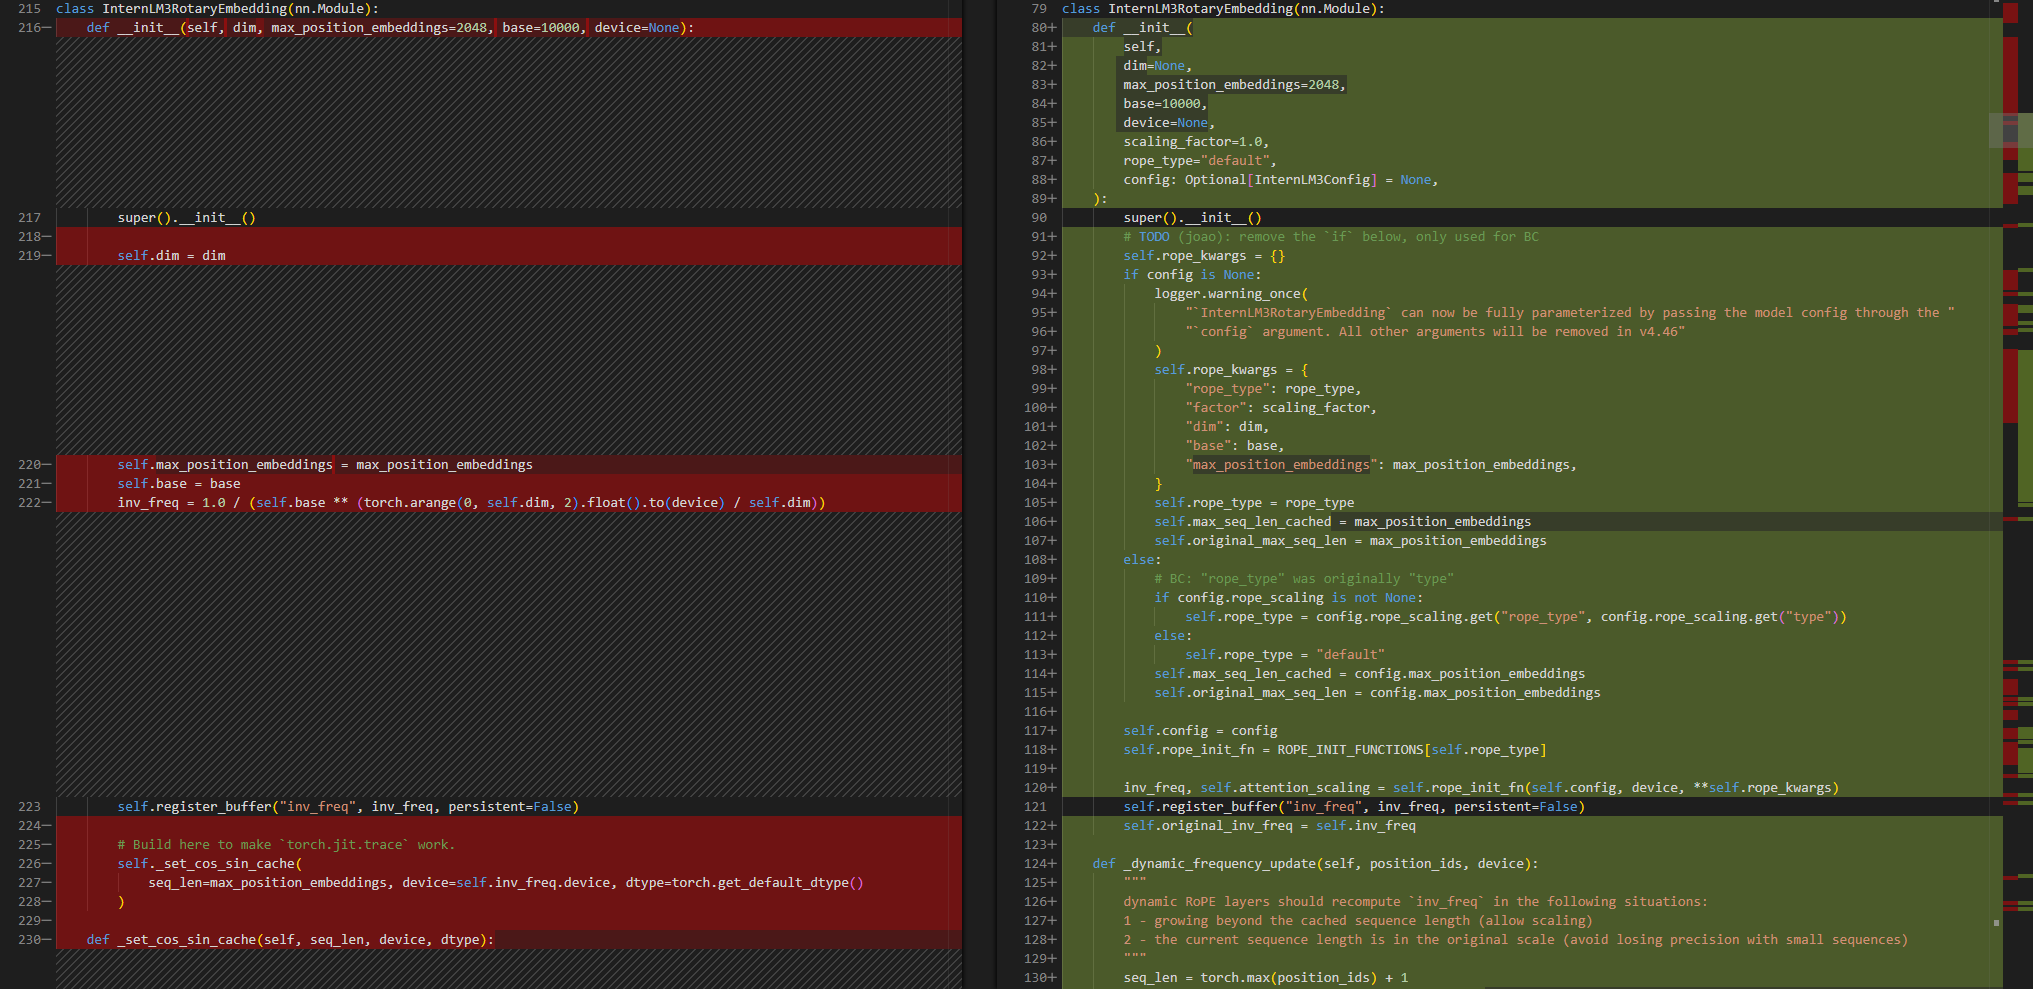 215 class InternLM3RotaryEmbedding(nn.Module):
216— def __init__(self, dim, max_position_embeddings=2048, base=10000, device=None):
217 super().__init__()
218—
219— self.dim = dim
220— self.max_position_embeddings = max_position_embeddings
221— self.base = base
222— inv_freq = 1.0 / (self.base ** (torch.arange(0, self.dim, 2).float().to(device) / self.dim))
223 self.register_buffer("inv_freq", inv_freq, persistent=False)
224—
225— # Build here to make `torch.jit.trace` work.
226— self._set_cos_sin_cache(
227— seq_len=max_position_embeddings, device=self.inv_freq.device, dtype=torch.get_default_dtype()
228— )
229—
230— def _set_cos_sin_cache(self, seq_len, device, dtype):
79 class InternLM3RotaryEmbedding(nn.Module):
80+ def __init__(
81+ self,
82+ dim=None,
83+ max_position_embeddings=2048,
84+ base=10000,
85+ device=None,
86+ scaling_factor=1.0,
87+ rope_type="default",
88+ config: Optional[InternLM3Config] = None,
89+ ):
90 super().__init__()
91+ # TODO (joao): remove the `if` below, only used for BC
92+ self.rope_kwargs = {}
93+ if config is None:
94+ logger.warning_once(
95+ "`InternLM3RotaryEmbedding` can now be fully parameterized by passing the model config through the "
96+ "`config` argument. All other arguments will be removed in v4.46"
97+ )
98+ self.rope_kwargs = {
99+ "rope_type": rope_type,
100+ "factor": scaling_factor,
101+ "dim": dim,
102+ "base": base,
103+ "max_position_embeddings": max_position_embeddings,
104+ }
105+ self.rope_type = rope_type
106+ self.max_seq_len_cached = max_position_embeddings
107+ self.original_max_seq_len = max_position_embeddings
108+ else:
109+ # BC: "rope_type" was originally "type"
110+ if config.rope_scaling is not None:
111+ self.rope_type = config.rope_scaling.get("rope_type", config.rope_scaling.get("type"))
112+ else:
113+ self.rope_type = "default"
114+ self.max_seq_len_cached = config.max_position_embeddings
115+ self.original_max_seq_len = config.max_position_embeddings
116+
117+ self.config = config
118+ self.rope_init_fn = ROPE_INIT_FUNCTIONS[self.rope_type]
119+
120+ inv_freq, self.attention_scaling = self.rope_init_fn(self.config, device, **self.rope_kwargs)
121 self.register_buffer("inv_freq", inv_freq, persistent=False)
122+ self.original_inv_freq = self.inv_freq
123+
124+ def _dynamic_frequency_update(self, position_ids, device):
125+ """
126+ dynamic RoPE layers should recompute `inv_freq` in the following situations:
127+ 1 - growing beyond the cached sequence length (allow scaling)
128+ 2 - the current sequence length is in the original scale (avoid losing precision with small sequences)
129+ """
130+ seq_len = torch.max(position_ids) + 1